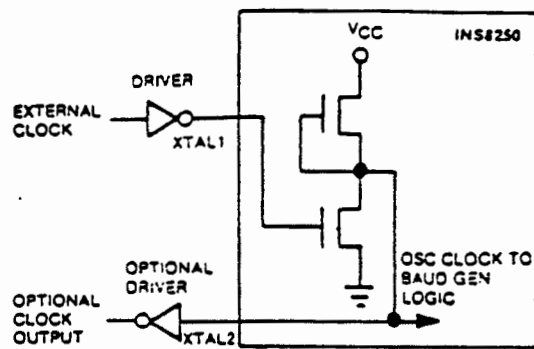 VCC
INS8250
DRIVER
EXTERNAL
CLOCK
XTAL1
OSC CLOCK TO
BAUD GEN
LOGIC
OPTIONAL
DRIVER
OPTIONAL
CLOCK
OUTPUT
XTAL2